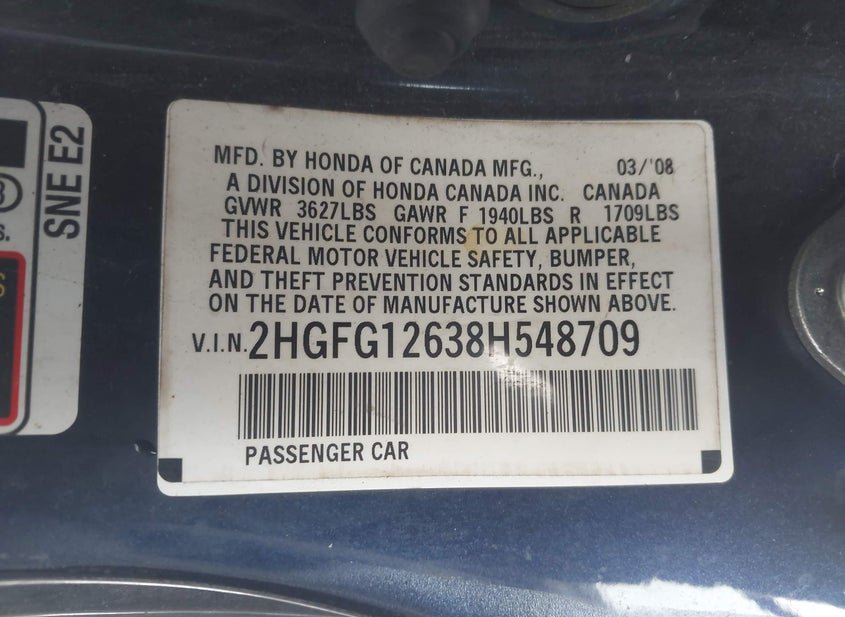 MFD. BY HONDA OF CANADA MFG., 03/'08
A DIVISION OF HONDA CANADA INC. CANADA
GVWR 3627LBS GAWR F 1940LBS R 1709LBS
THIS VEHICLE CONFORMS TO ALL APPLICABLE
FEDERAL MOTOR VEHICLE SAFETY, BUMPER,
AND THEFT PREVENTION STANDARDS IN EFFECT
ON THE DATE OF MANUFACTURE SHOWN ABOVE.
V.I.N. 2HGFG12638H548709
PASSENGER CAR
SNE E2